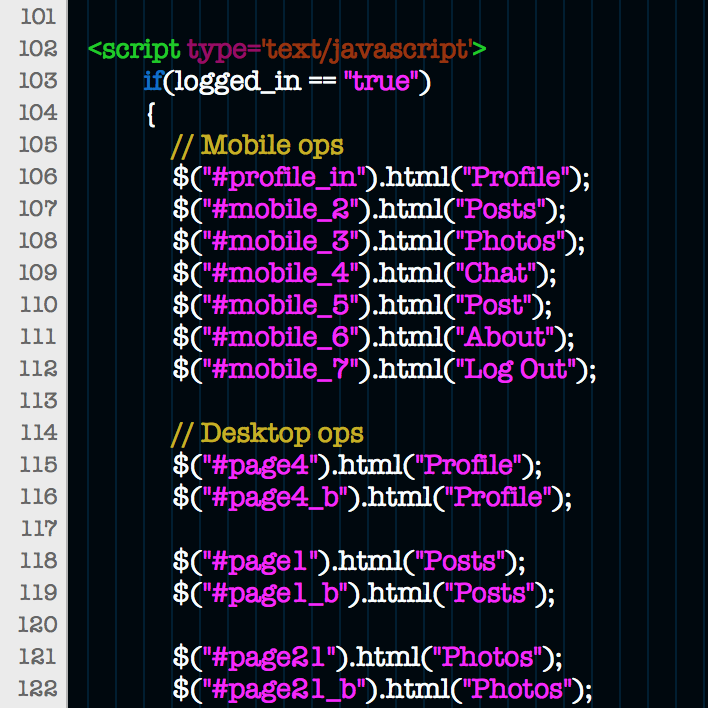 101
102 <script type='text/javascript'>
103 if(logged_in == "true")
104 {
105 // Mobile ops
106 $("#profile_in").html("Profile");
107 $("#mobile_2").html("Posts");
108 $("#mobile_3").html("Photos");
109 $("#mobile_4").html("Chat");
110 $("#mobile_5").html("Post");
111 $("#mobile_6").html("About");
112 $("#mobile_7").html("Log Out");
113
114 // Desktop ops
115 $("#page4").html("Profile");
116 $("#page4_b").html("Profile");
117
118 $("#page1").html("Posts");
119 $("#page1_b").html("Posts");
120
121 $("#page21").html("Photos");
122 $("#page21_b").html("Photos");